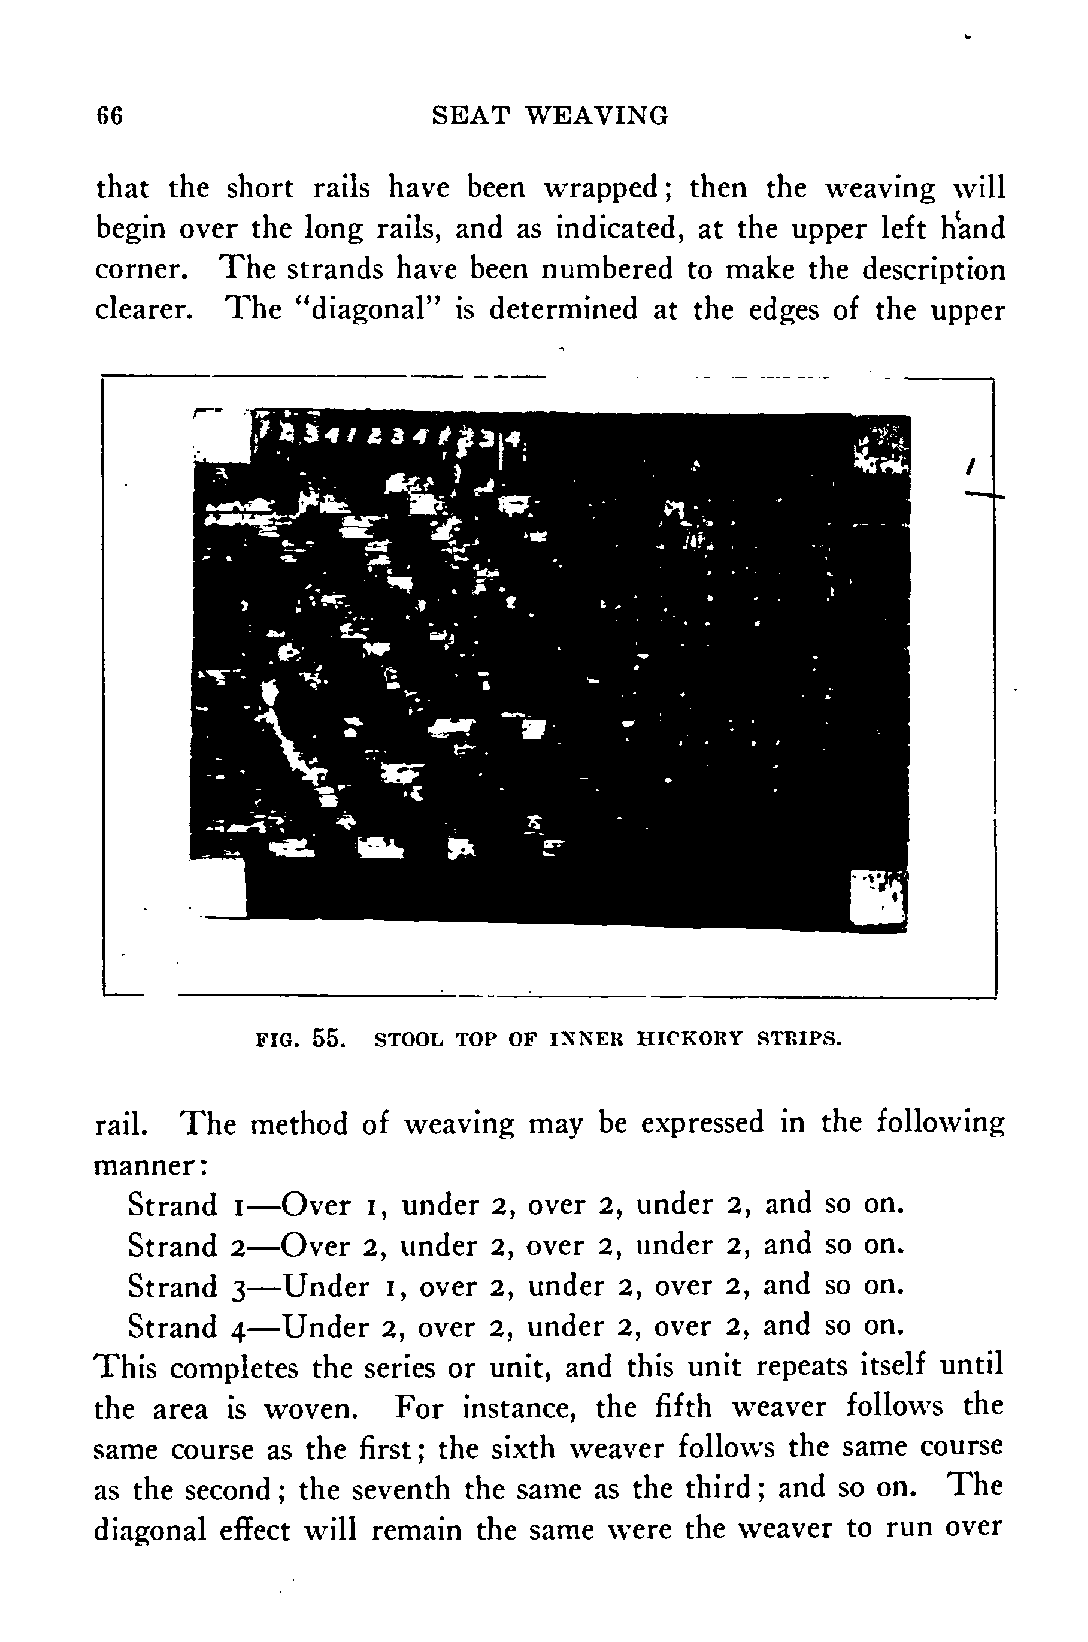 66 SEAT WEAVING
that the short rails have been wrapped; then the weaving will
begin over the long rails, and as indicated, at the upper left hand
corner. The strands have been numbered to make the description
clearer. The "diagonal" is determined at the edges of the upper
1 2 3 4 1 2 3 4 1 2 3 4
FIG. 55. STOOL TOP OF INNER HICKORY STRIPS.
rail. The method of weaving may be expressed in the following
manner:
Strand 1—Over 1, under 2, over 2, under 2, and so on.
Strand 2—Over 2, under 2, over 2, under 2, and so on.
Strand 3—Under 1, over 2, under 2, over 2, and so on.
Strand 4—Under 2, over 2, under 2, over 2, and so on.
This completes the series or unit, and this unit repeats itself until
the area is woven. For instance, the fifth weaver follows the
same course as the first; the sixth weaver follows the same course
as the second; the seventh the same as the third; and so on. The
diagonal effect will remain the same were the weaver to run over